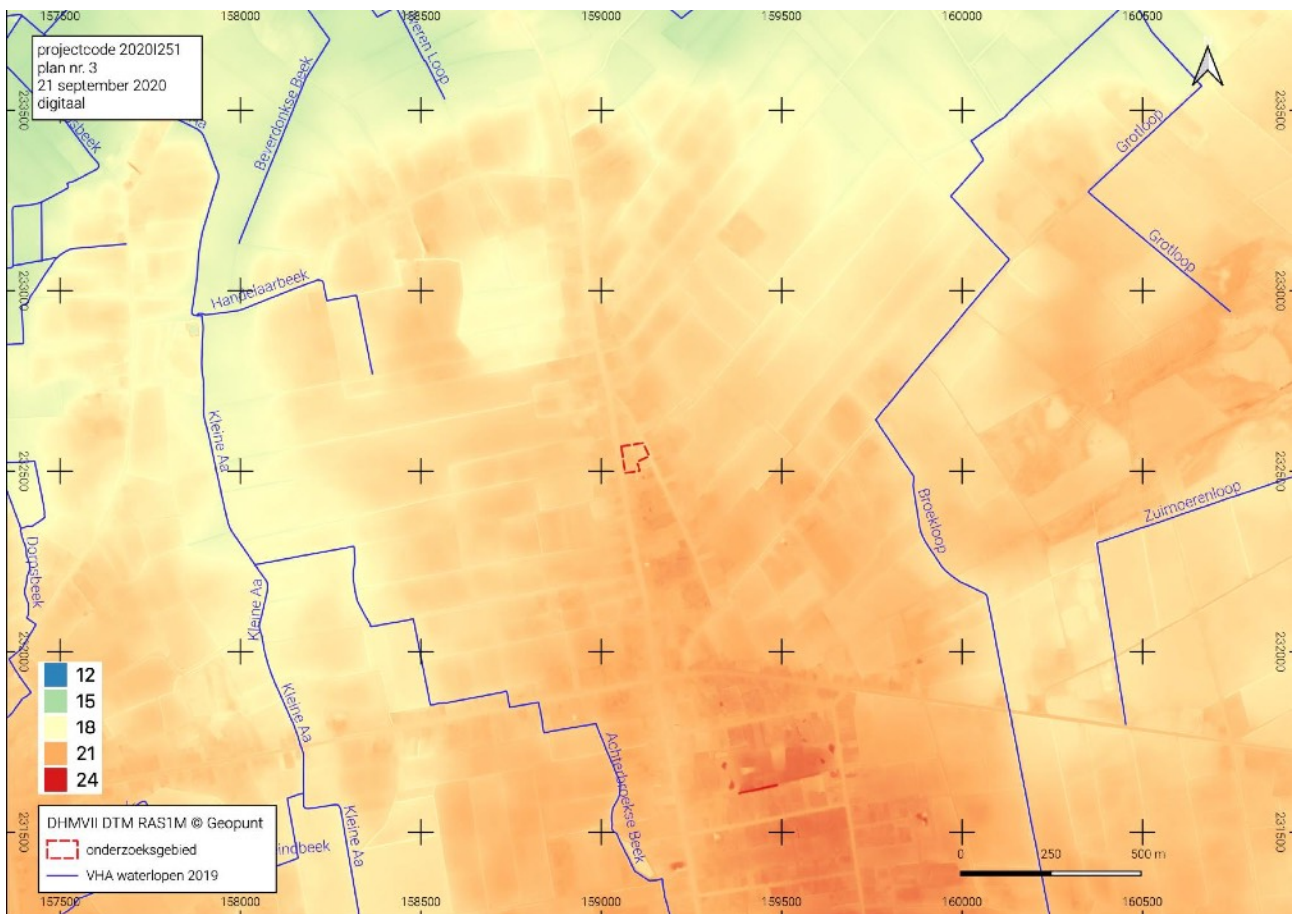 157500
158000
158500
159000
159500
160000
160500
projectcode 2020I251
plan nr. 3
21 september 2020
digitaal
Beverdonkse Beek
Loop
233500
233500
Grotloop
Grotloop
Handelaarbeek
233000
233000
Kleine Aa
232500
232500
Zuimoerenloop
Broekloop
Dorpsbeek
Kleine Aa
232000
232000
Kleine Aa
12
15
18
21
24
Achterbroekse Beek
Kleine Aa
231500
231500
DHMVII DTM RAS1M © Geopunt
onderzoeksgebied
VHA waterlopen 2019
0
250
500 m
157500
158000
158500
159000
159500
160000
160500